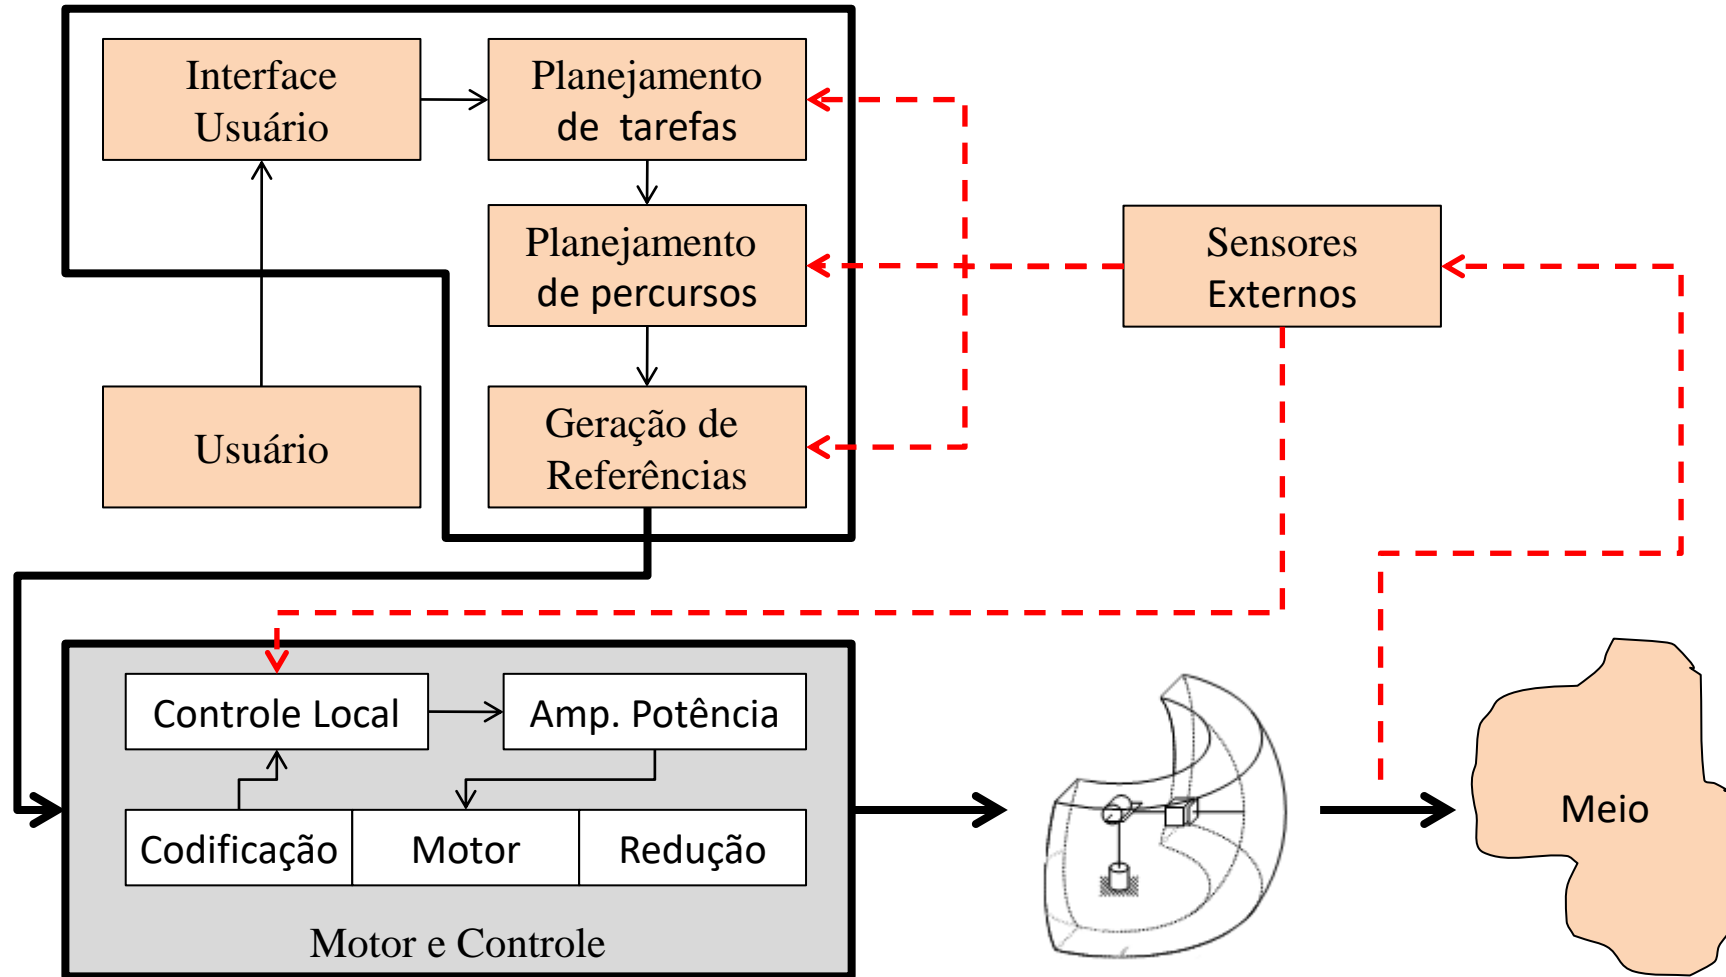 Interface
Usuário
Planejamento
de tarefas
Planejamento
de percursos
Sensores
Externos
Usuário
Geração de
Referências
Controle Local
Amp. Potência
Codificação
Motor
Redução
Motor e Controle
Meio